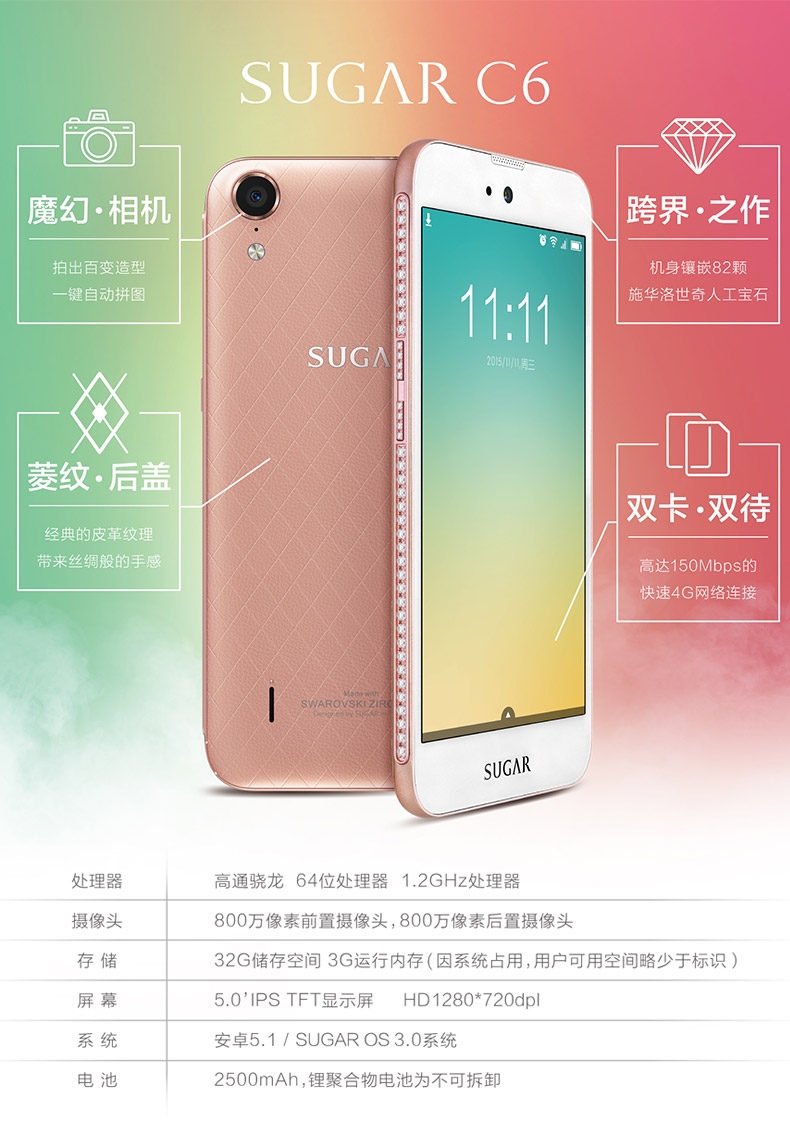 SUGAR C6
魔幻·相机
拍出百变造型
一键自动拼图
跨界·之作
机身镶嵌82颗
施华洛世奇人工宝石
菱纹·后盖
经典的皮革纹理
带来丝绸般的手感
双卡·双待
高达150Mbps的
快速4G网络连接
SUGA
Made with
SWAROVSKI ZIRC
Designed by SUGAR
11:11
2015/11/11.周三
SUGAR
处理器 高通骁龙 64位处理器 1.2GHz处理器
摄像头 800万像素前置摄像头,800万像素后置摄像头
存 储 32G储存空间 3G运行内存(因系统占用,用户可用空间略少于标识)
屏 幕 5.0'IPS TFT显示屏 HD1280*720dpl
系 统 安卓5.1 / SUGAR OS 3.0系统
电 池 2500mAh,锂聚合物电池为不可拆卸